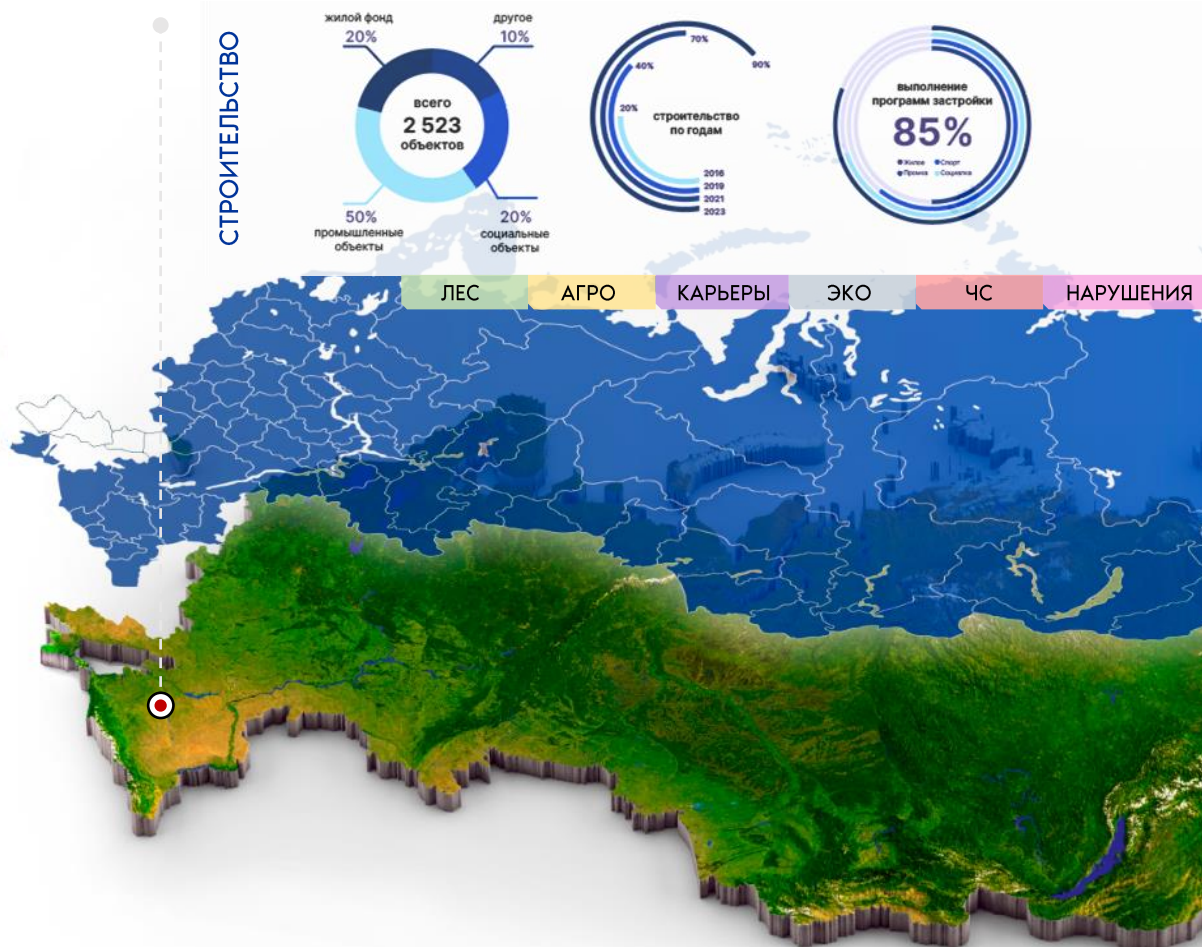 СТРОИТЕЛЬСТВО
жилой фонд
20%
другое
10%
всего
2 523
объектов
50%
промышленные
объекты
20%
социальные
объекты
70%
90%
40%
20%
строительство
по годам
2016
2019
2021
2023
выполнение
программ застройки
85%
Жилое Спорт
Промка Социалка
ЛЕС АГРО КАРЬЕРЫ ЭКО ЧС НАРУШЕНИЯ